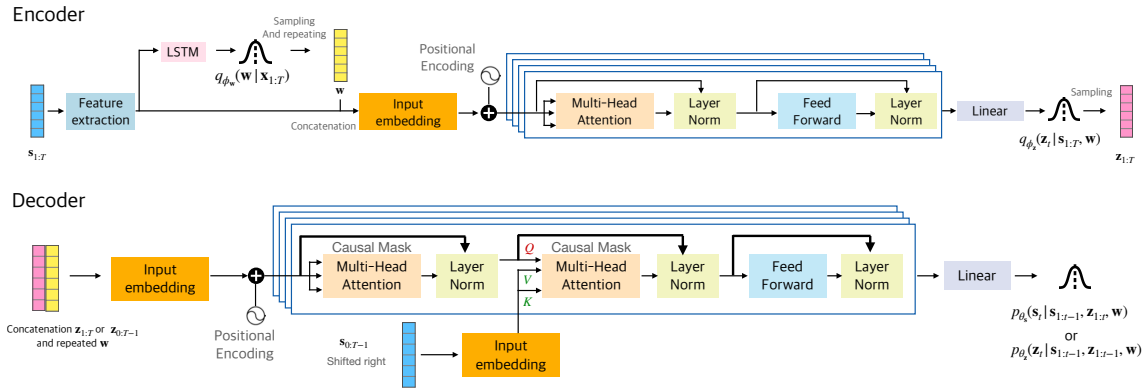 Encoder
Sampling
And repeating
LSTM
q_{ϕ_w}(w | x_{1:T})
w
Positional
Encoding
Feature
extraction
s_{1:T}
Concatenation
Input
embedding
Multi-Head
Attention
Layer
Norm
Feed
Forward
Layer
Norm
Linear
Sampling
q_{ϕ_z}(z_t | s_{1:T}, w)
z_{1:T}
Decoder
Input
embedding
Concatenation z_{1:T} or z_{0:T-1}
and repeated w
Positional
Encoding
Causal Mask
Multi-Head
Attention
Layer
Norm
Q
V
K
Causal Mask
Multi-Head
Attention
Layer
Norm
Feed
Forward
Layer
Norm
s_{0:T-1}
Shifted right
Input
embedding
Linear
p_{θ_s}(s_t | s_{1:t-1}, z_{1:t}, w)
or
p_{θ_z}(z_t | s_{1:t-1}, z_{1:t-1}, w)